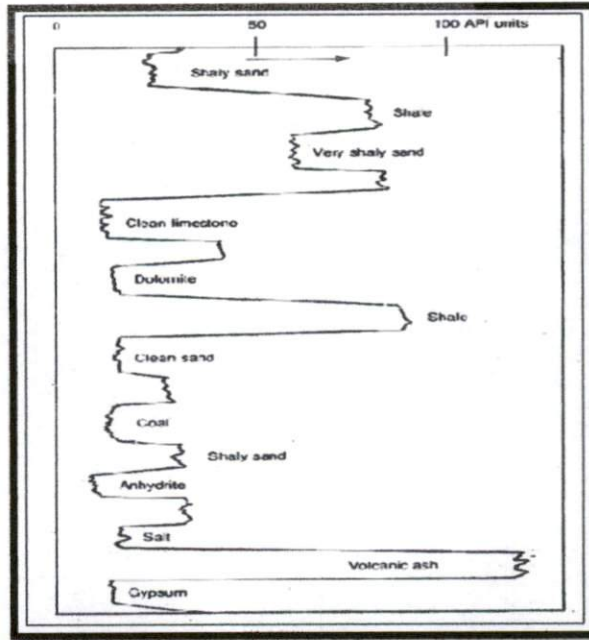 0 50 100 API units
Shaly sand
Shale
Very shaly sand
Clean limestone
Dolomite
Shale
Clean sand
Coal
Shaly sand
Anhydrite
Salt
Volcanic ash
Gypsum